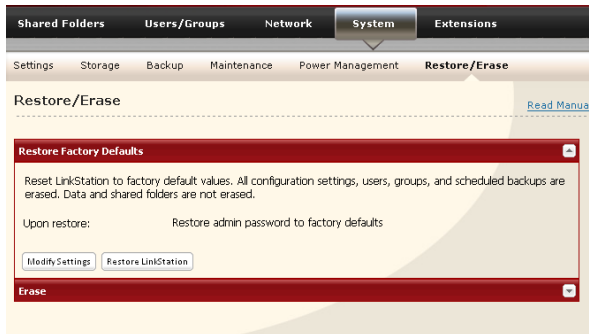 Shared Folders Users/Groups Network System Extensions
Settings Storage Backup Maintenance Power Management Restore/Erase
Restore/Erase
Read Manua
Restore Factory Defaults
Reset LinkStation to factory default values. All configuration settings, users, groups, and scheduled backups are
erased. Data and shared folders are not erased.
Upon restore: Restore admin password to factory defaults
Modify Settings Restore LinkStation
Erase